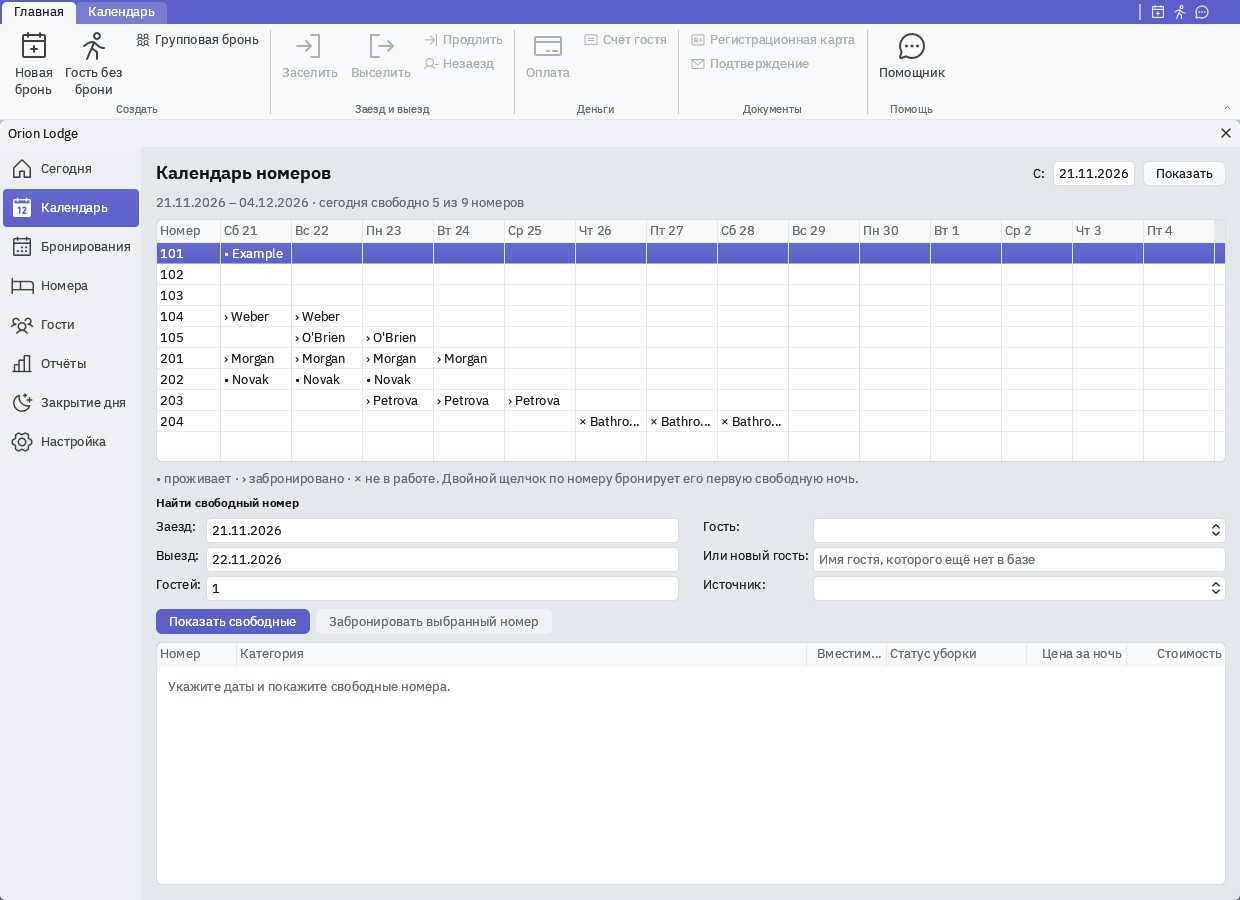 Главная Календарь
Новая бронь
Гость без брони
Групповая бронь
Создать
Заселить
Выселить
Продлить
Незаезд
Заезд и выезд
Оплата
Счёт гостя
Деньги
Регистрационная карта
Подтверждение
Документы
Помощник
Помощь
Orion Lodge
Сегодня
12 Календарь
Бронирования
Номера
Гости
Отчёты
Закрытие дня
Настройка
Календарь номеров
С: 21.11.2026 Показать
21.11.2026 – 04.12.2026 · сегодня свободно 5 из 9 номеров
Номер Сб 21 Вс 22 Пн 23 Вт 24 Ср 25 Чт 26 Пт 27 Сб 28 Вс 29 Пн 30 Вт 1 Ср 2 Чт 3 Пт 4
101 ▪ Example
102
103
104 › Weber › Weber
105 › O'Brien › O'Brien
201 › Morgan › Morgan › Morgan › Morgan
202 ▪ Novak ▪ Novak ▪ Novak
203 › Petrova › Petrova › Petrova
204 × Bathro... × Bathro... × Bathro...
▪ проживает · › забронировано · × не в работе. Двойной щелчок по номеру бронирует его первую свободную ночь.
Найти свободный номер
Заезд: 21.11.2026
Выезд: 22.11.2026
Гостей: 1
Гость:
Или новый гость: Имя гостя, которого ещё нет в базе
Источник:
Показать свободные Забронировать выбранный номер
Номер Категория Вместим... Статус уборки Цена за ночь Стоимость
Укажите даты и покажите свободные номера.